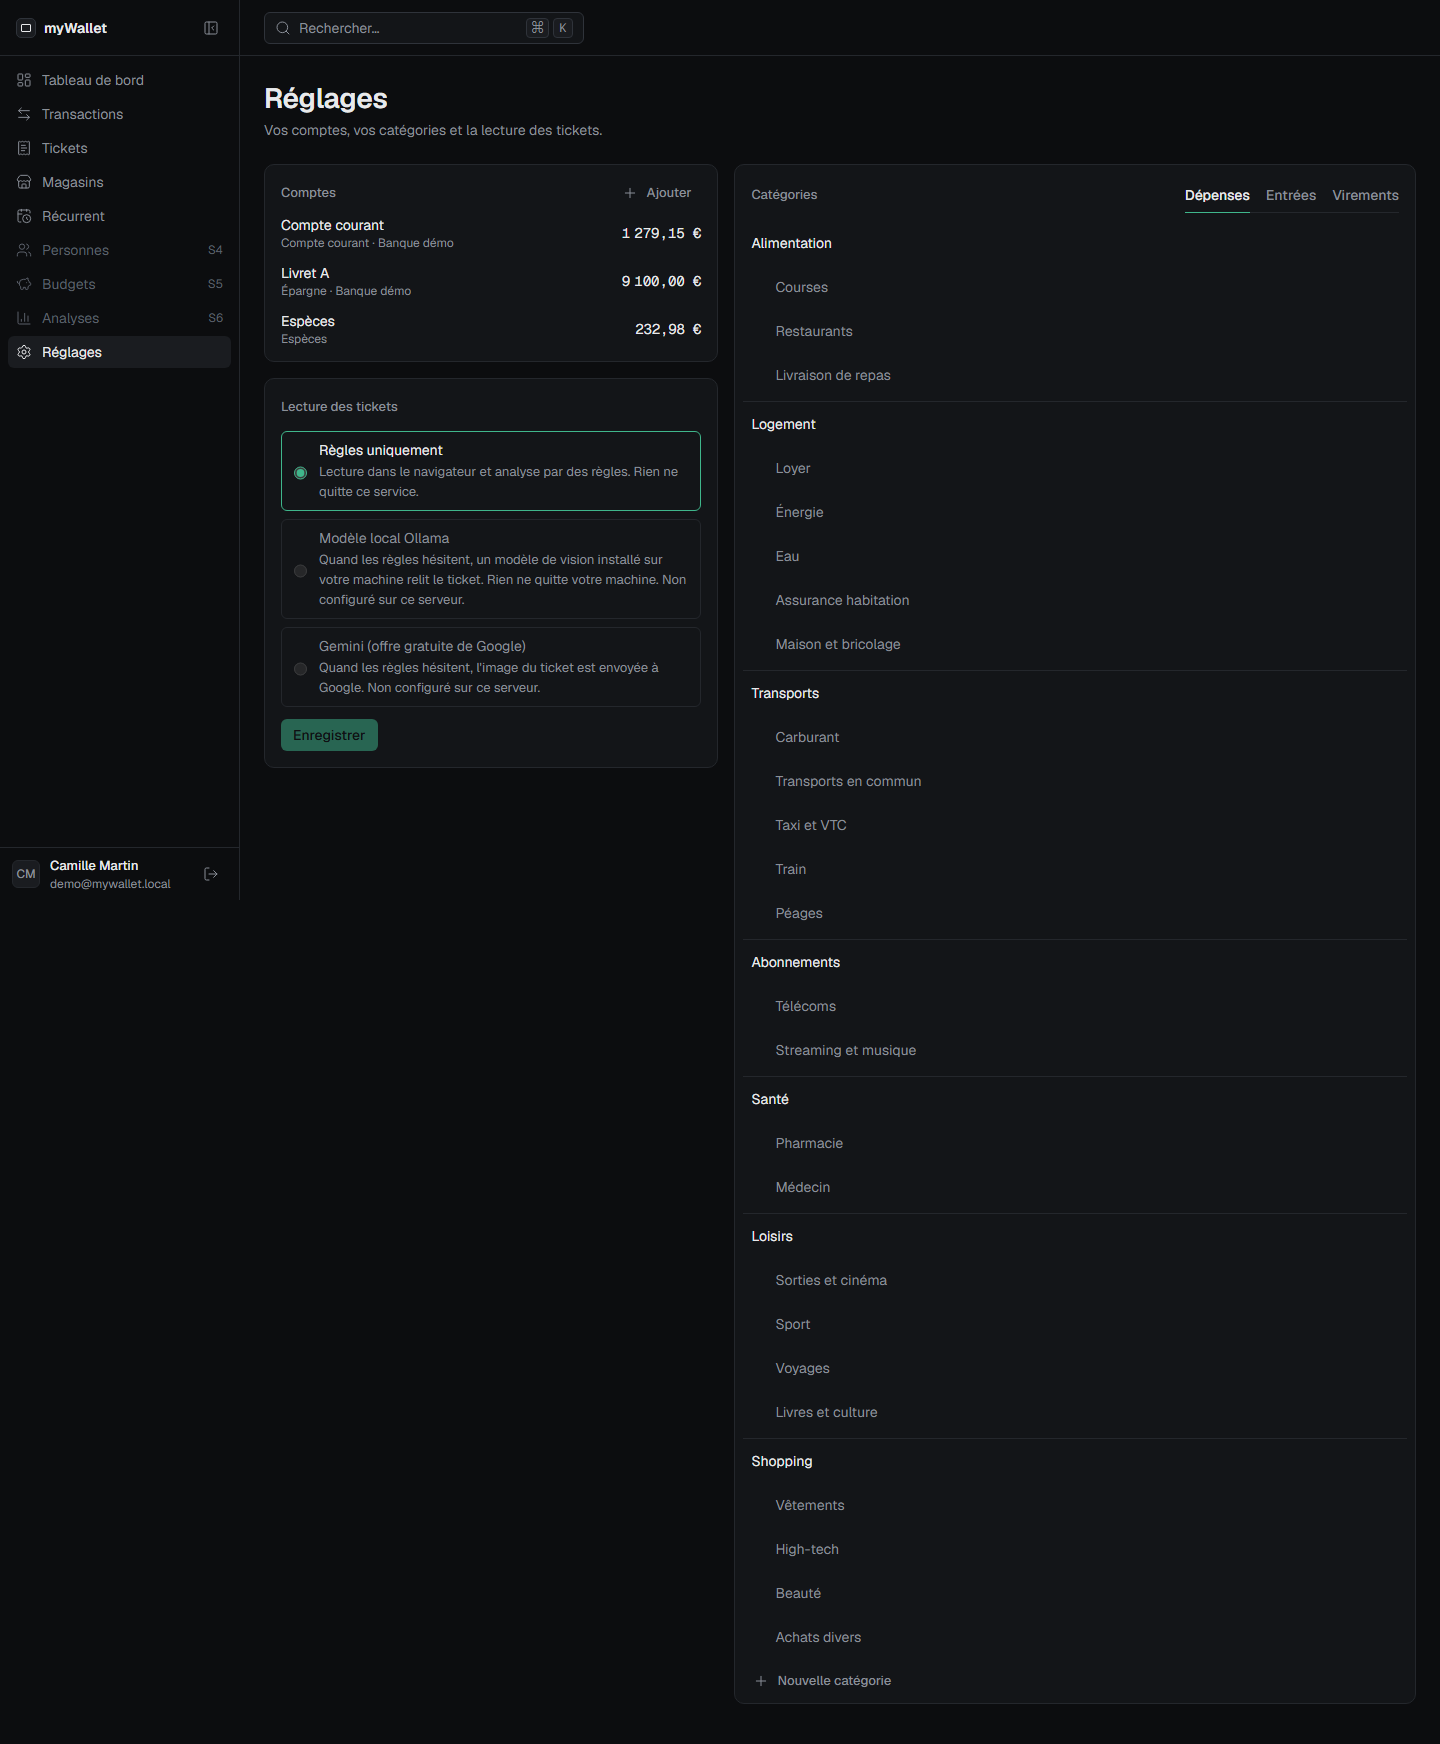 myWallet
Rechercher...
⌘ K
Tableau de bord
Transactions
Tickets
Magasins
Récurrent
Personnes S4
Budgets S5
Analyses S6
Réglages
Camille Martin
CM
demo@mywallet.local
Réglages
Vos comptes, vos catégories et la lecture des tickets.
Comptes
+ Ajouter
Compte courant
Compte courant · Banque démo
1 279,15 €
Livret A
Épargne · Banque démo
9 100,00 €
Espèces
Espèces
232,98 €
Lecture des tickets
Règles uniquement
Lecture dans le navigateur et analyse par des règles. Rien ne
quitte ce service.
Modèle local Ollama
Quand les règles hésitent, un modèle de vision installé sur
votre machine relit le ticket. Rien ne quitte votre machine. Non
configuré sur ce serveur.
Gemini (offre gratuite de Google)
Quand les règles hésitent, l'image du ticket est envoyée à
Google. Non configuré sur ce serveur.
Enregistrer
Catégories
Dépenses Entrées Virements
Alimentation
Courses
Restaurants
Livraison de repas
Logement
Loyer
Énergie
Eau
Assurance habitation
Maison et bricolage
Transports
Carburant
Transports en commun
Taxi et VTC
Train
Péages
Abonnements
Télécoms
Streaming et musique
Santé
Pharmacie
Médecin
Loisirs
Sorties et cinéma
Sport
Voyages
Livres et culture
Shopping
Vêtements
High-tech
Beauté
Achats divers
+ Nouvelle catégorie